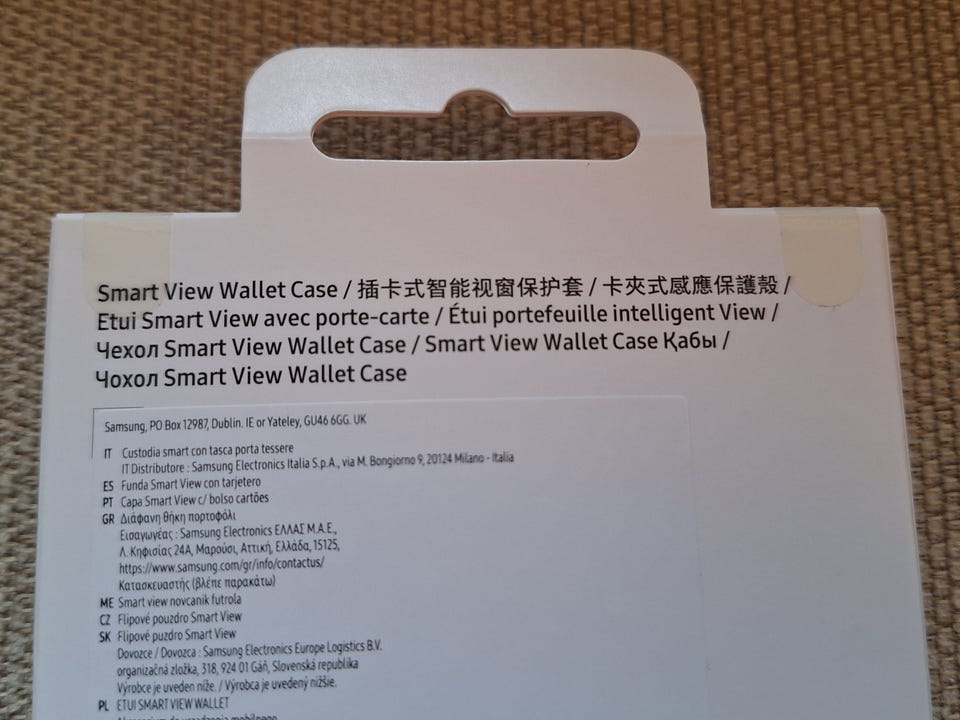 Smart View Wallet Case / 插卡式智能视窗保护套 / 卡夾式感應保護殼 /
Etui Smart View avec porte-carte / Étui portefeuille intelligent View /
Чехол Smart View Wallet Case / Smart View Wallet Case Қабы /
Чохол Smart View Wallet Case
Samsung, PO Box 12987, Dublin. IE or Yateley, GU46 6GG. UK
IT Custodia smart con tasca porta tessere
IT Distributore : Samsung Electronics Italia S.p.A., via M. Bongiorno 9, 20124 Milano - Italia
ES Funda Smart View con tarjetero
PT Capa Smart View c/ bolso cartões
GR Διάφανη θήκη πορτοφόλι
Εισαγωγέας : Samsung Electronics ΕΛΛΑΣ Μ.Α.Ε.,
Λ. Κηφισίας 24Α, Μαρούσι, Αττική, Ελλάδα, 15125,
https://www.samsung.com/gr/info/contactus/
Κατασκευαστής (βλέπε παρακάτω)
ME Smart view novcanik futrola
CZ Flipové pouzdro Smart View
SK Flipové puzdro Smart View
Dovozce / Dovozca : Samsung Electronics Europe Logistics B.V.
organizačná zložka, 318, 924 01 Gáň, Slovenská republika
Výrobce je uveden níže. / Výrobca je uvedený nižšie.
PL ETUI SMART VIEW WALLET